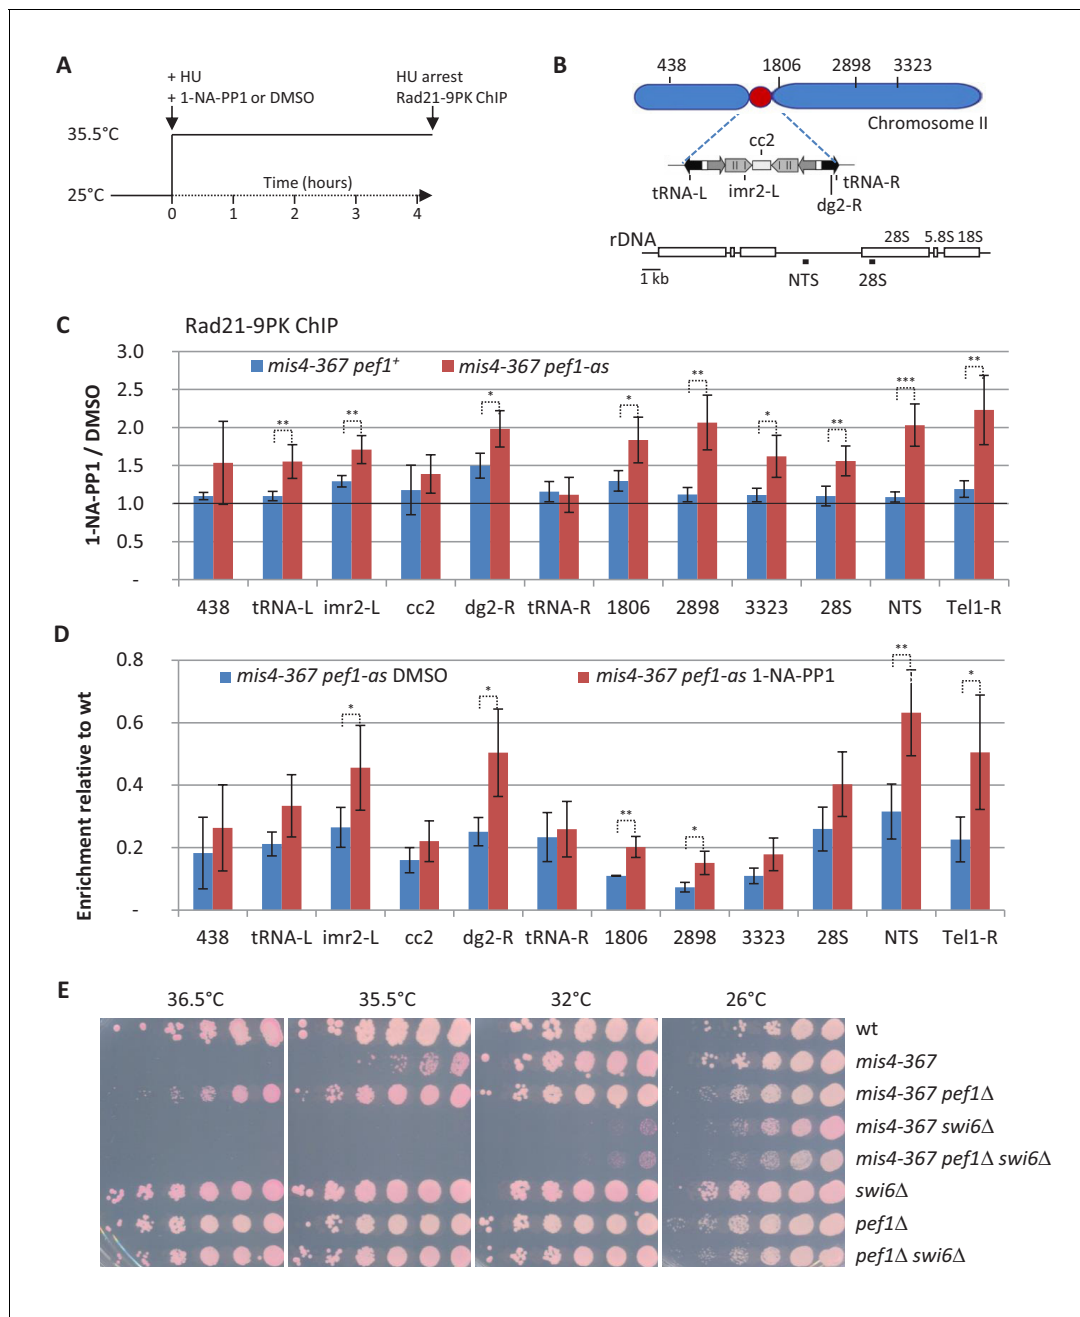 A
+ HU
+ 1-NA-PP1 or DMSO
HU arrest
Rad21-9PK ChIP
35.5°C
25°C
Time (hours)
0 1 2 3 4
B
438 1806 2898 3323
Chromosome II
cc2
tRNA-L imr2-L dg2-R tRNA-R
rDNA
28S 5.8S 18S
1 kb
NTS 28S
C
Rad21-9PK ChIP
mis4-367 pef1+ mis4-367 pef1-as
1-NA-PP1 / DMSO
3.0
2.5
2.0
1.5
1.0
0.5
-
** ** * * ** * ** *** **
438 tRNA-L imr2-L cc2 dg2-R tRNA-R 1806 2898 3323 28S NTS Tel1-R
D
mis4-367 pef1-as DMSO mis4-367 pef1-as 1-NA-PP1
Enrichment relative to wt
0.8
0.6
0.4
0.2
-
* * ** * ** *
438 tRNA-L imr2-L cc2 dg2-R tRNA-R 1806 2898 3323 28S NTS Tel1-R
E
36.5°C 35.5°C 32°C 26°C
wt
mis4-367
mis4-367 pef1Δ
mis4-367 swi6Δ
mis4-367 pef1Δ swi6Δ
swi6Δ
pef1Δ
pef1Δ swi6Δ